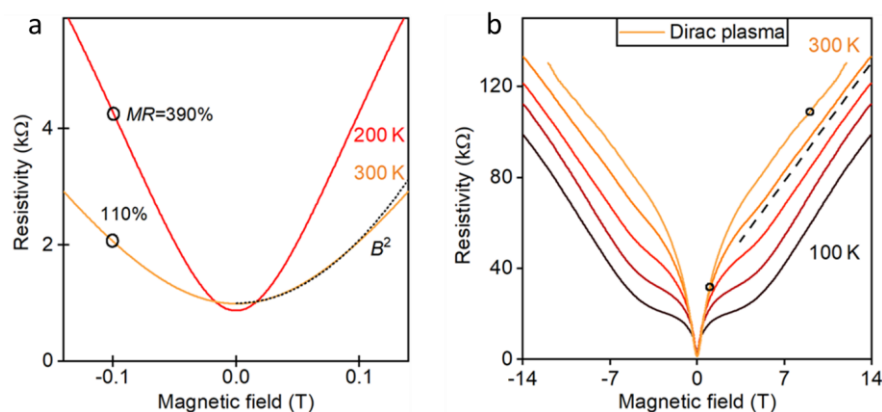 a
4
2
0
Resistivity (kΩ)
MR=390%
110%
200 K
300 K
B²
-0.1
0.0
0.1
Magnetic field (T)
b
Dirac plasma
300 K
100 K
120
80
40
0
Resistivity (kΩ)
-14
-7
0
7
14
Magnetic field (T)